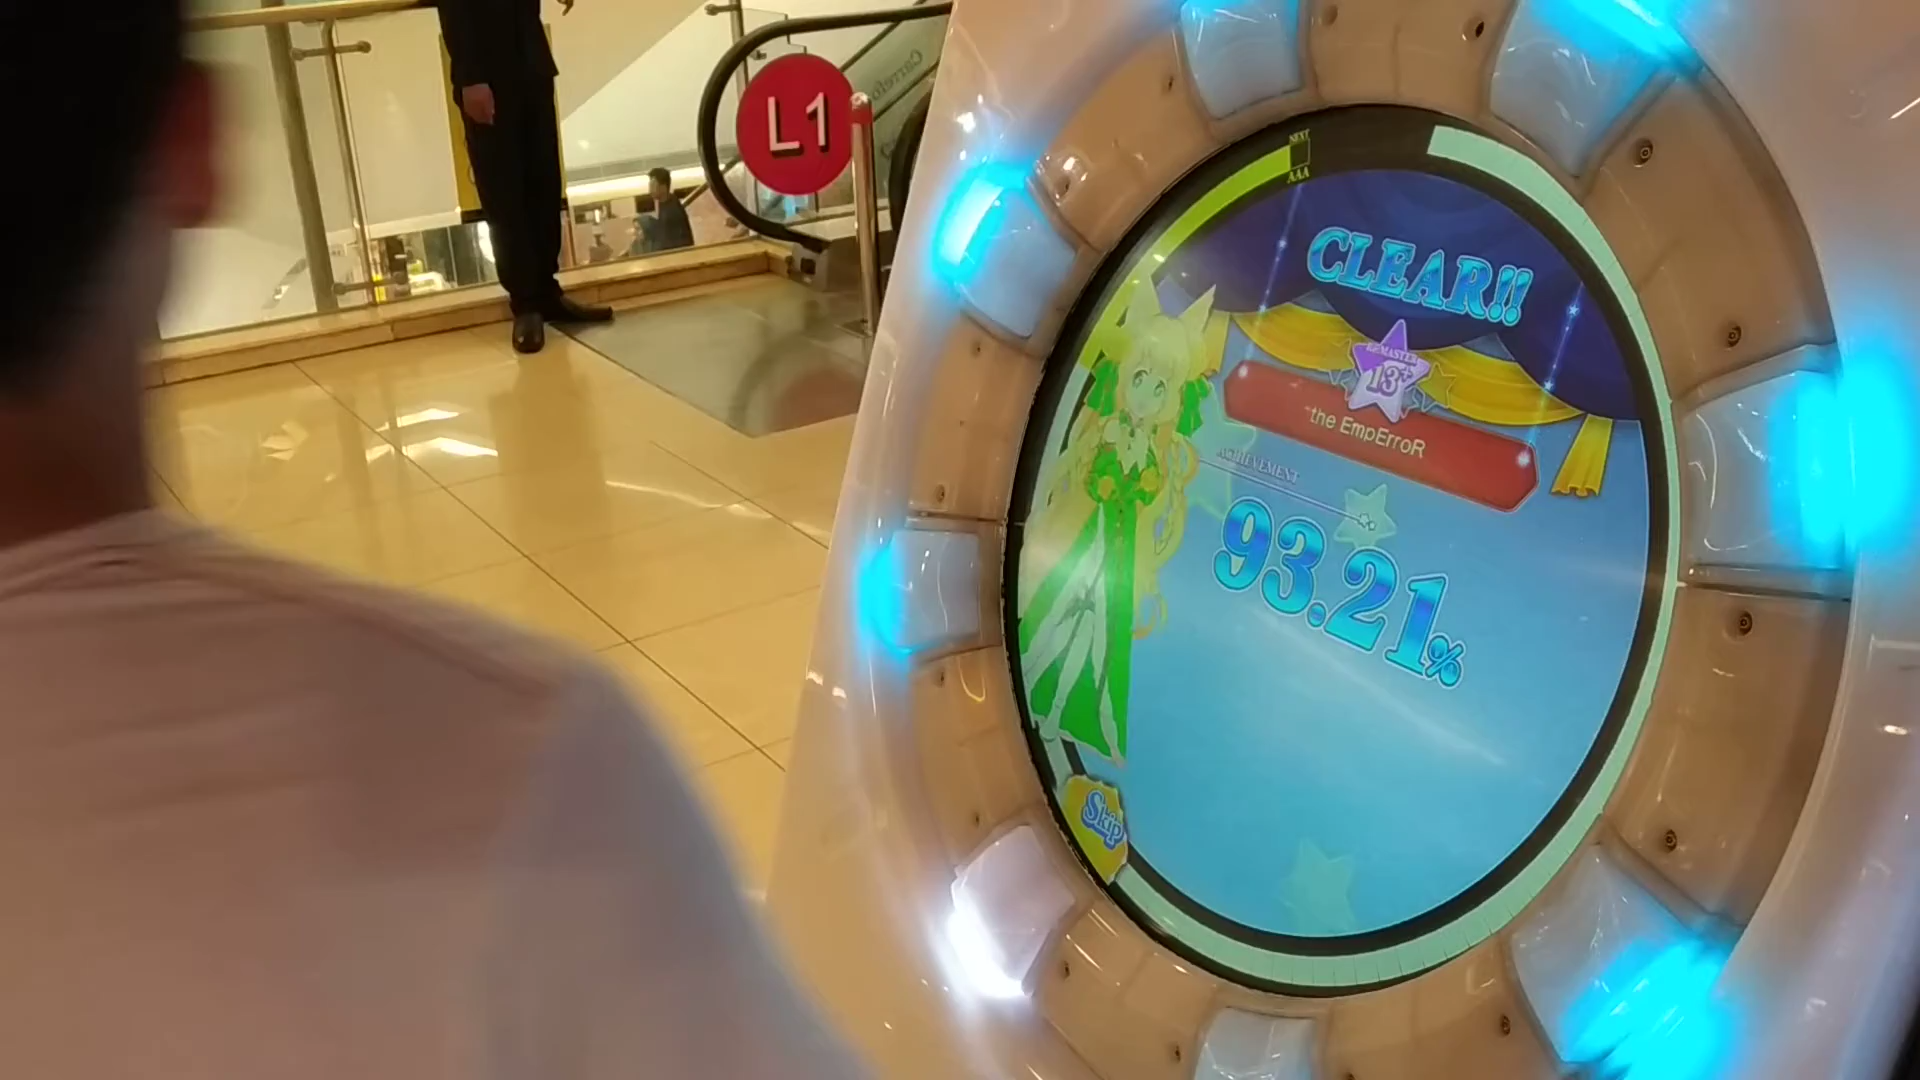 L1
NEXT
AAA
CLEAR!!
Re:MASTER
13+
"the EmpErroR
ACHIEVEMENT
93.21%
Skip